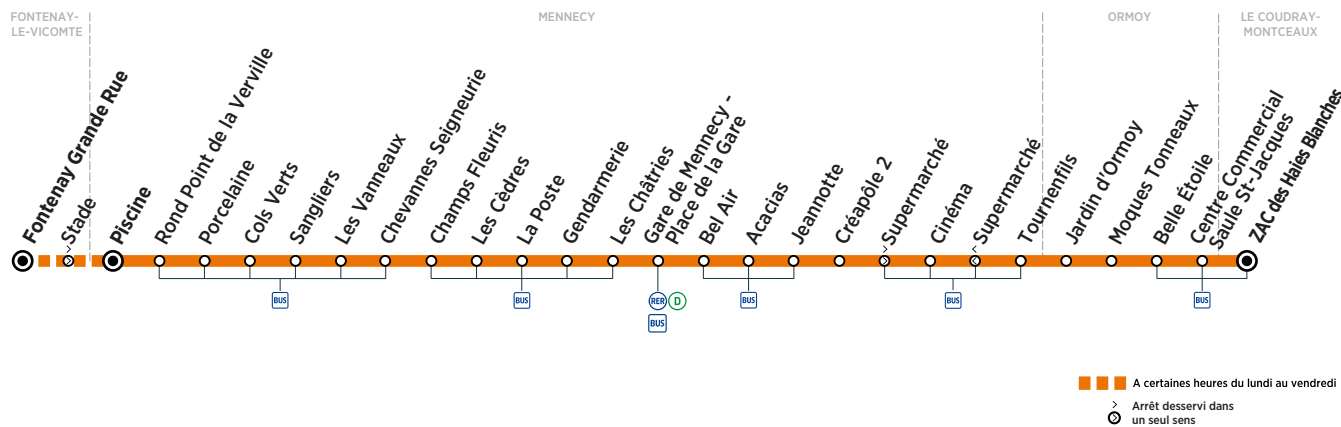 FONTENAY-
LE-VICOMTE
MENNECY
ORMOY
LE COUDRAY-
MONTCEAUX
Fontenay Grande Rue
Stade
Piscine
Rond Point de la Verville
Porcelaine
Cols Verts
Sangliers
Les Vanneaux
Chevannes Seigneurie
Champs Fleuris
Les Cèdres
La Poste
Gendarmerie
Les Châtries
Gare de Mennecy -
Place de la Gare
Bel Air
Acacias
Jeannotte
Créapôle 2
Supermarché
Cinéma
Supermarché
Tournenfils
Jardin d'Ormoy
Moques Tonneaux
Belle Étoile
Centre Commercial
Saule St-Jacques
ZAC des Haies Blanches
BUS
BUS
RER D
BUS
BUS
BUS
BUS
A certaines heures du lundi au vendredi
Arrêt desservi dans
un seul sens